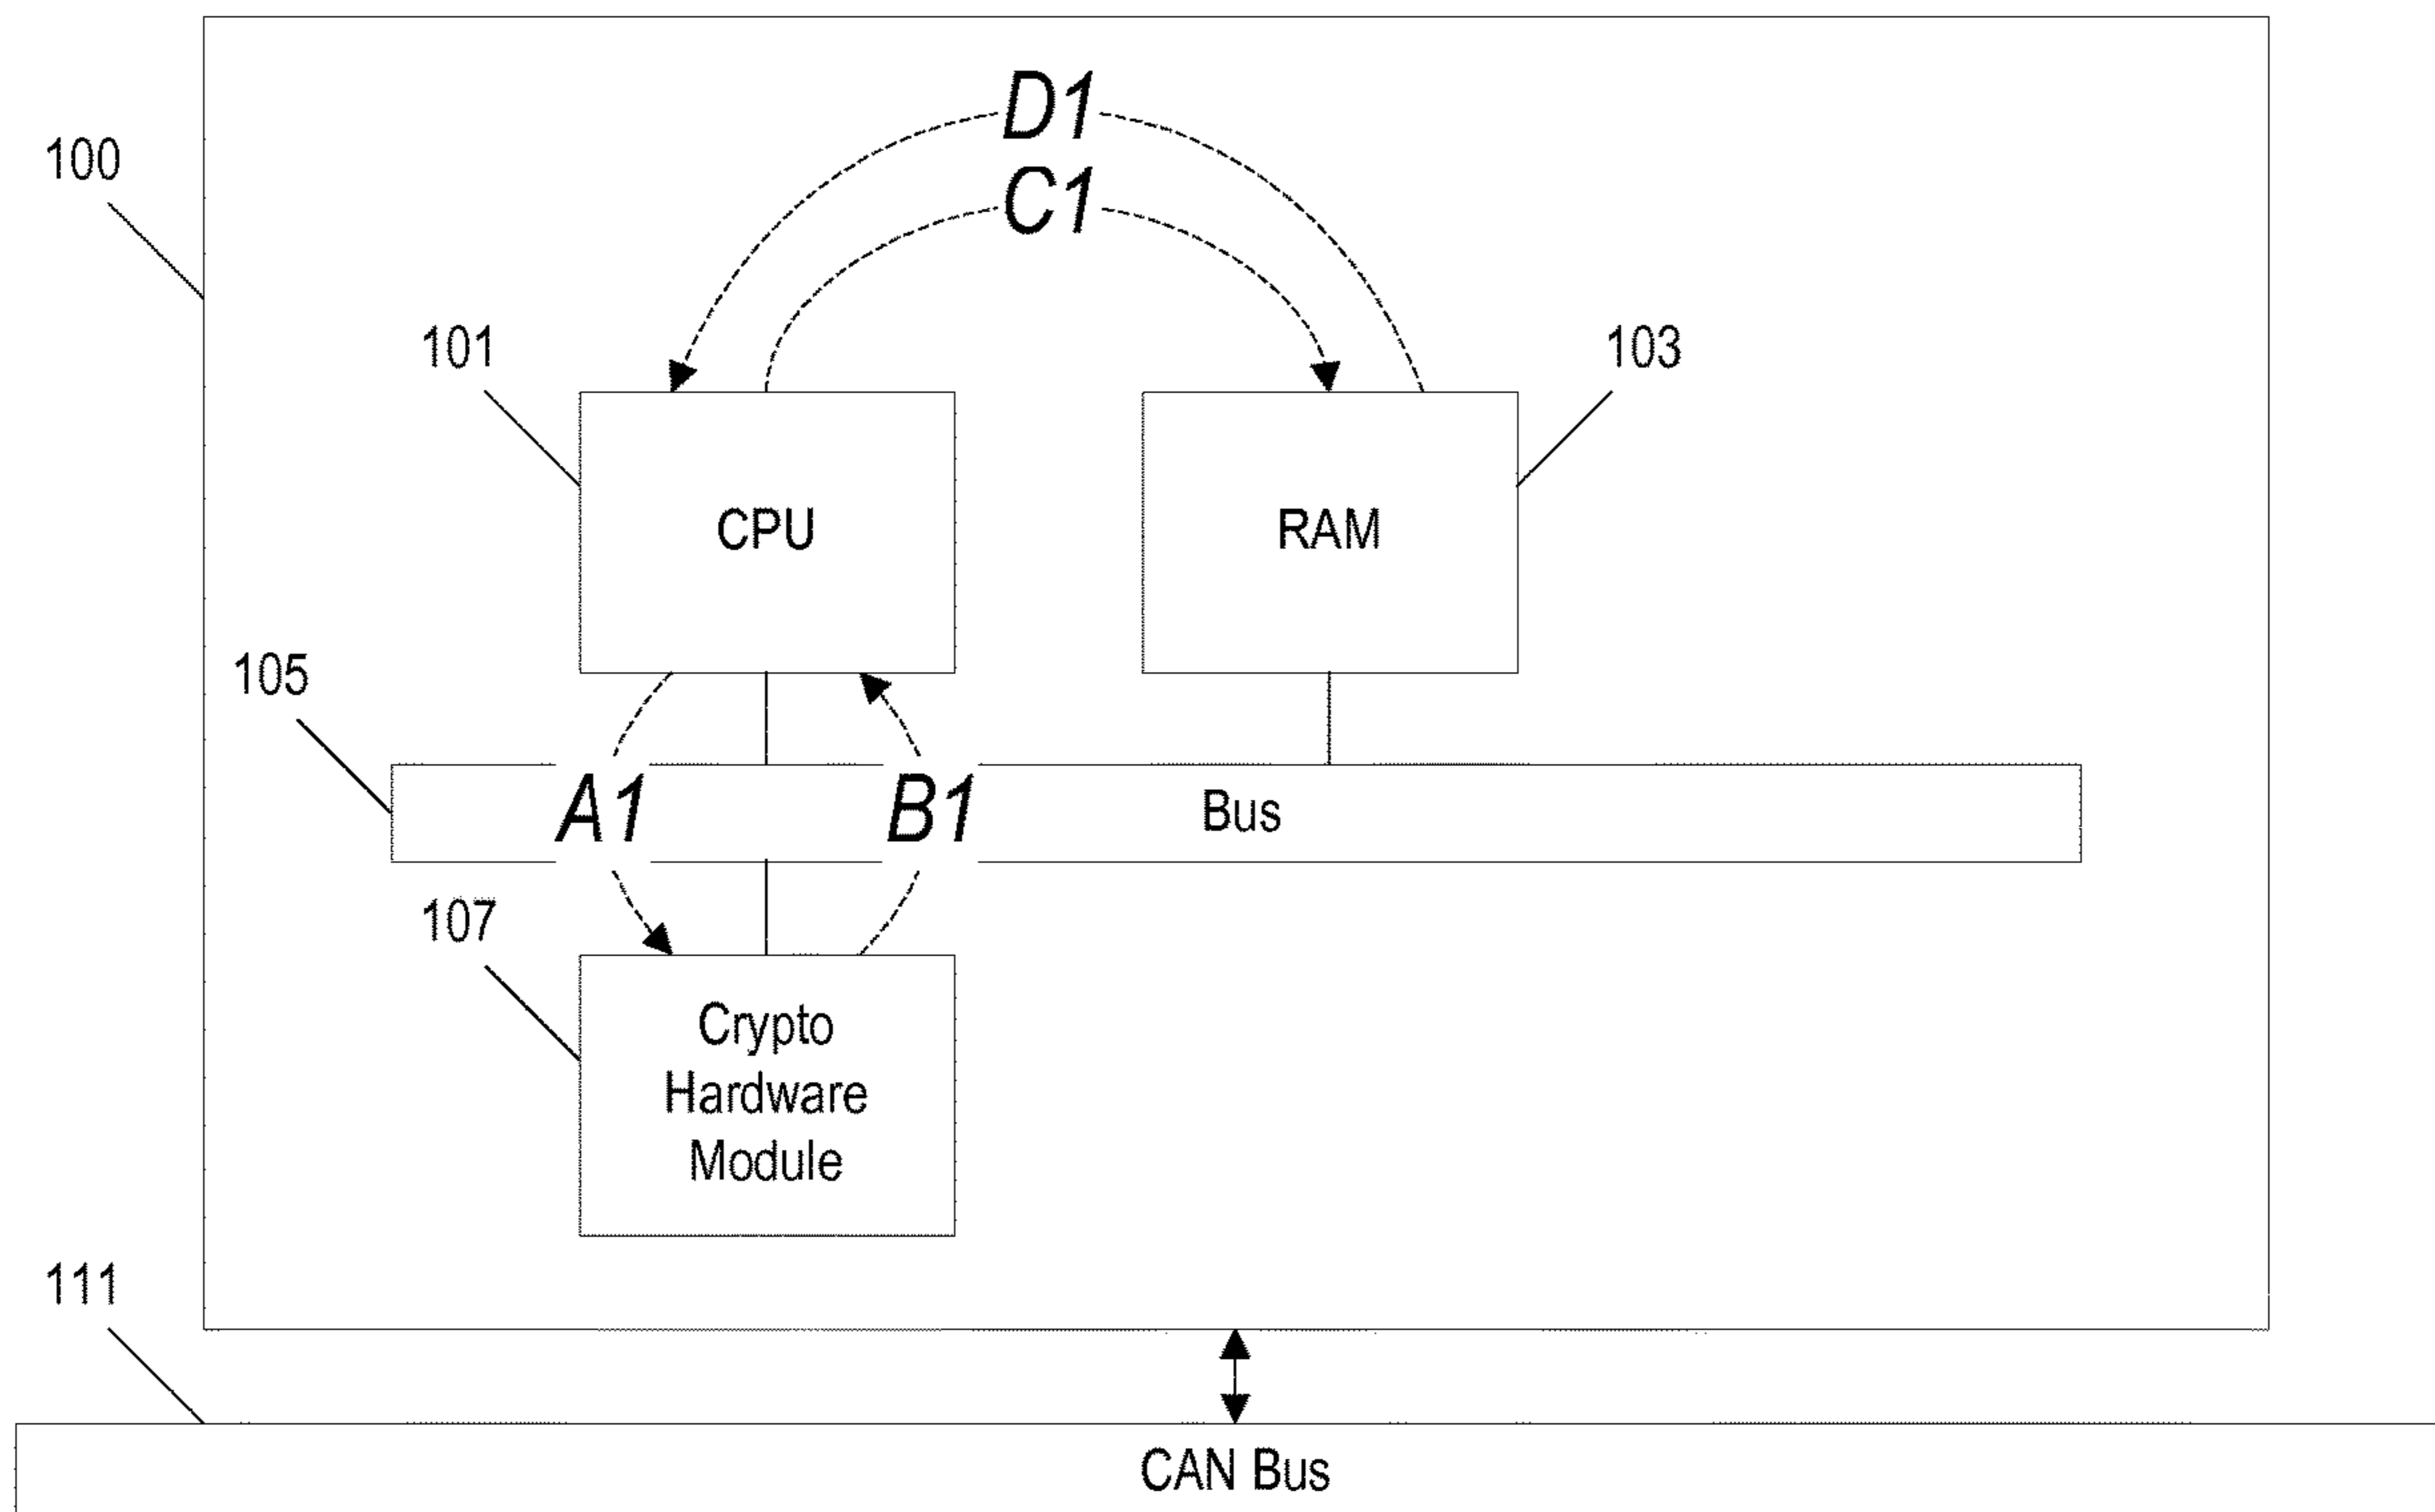 D1
100
C1
101
103
CPU
RAM
105
A1
B1
Bus
107
Crypto
Hardware
Module
111
CAN Bus